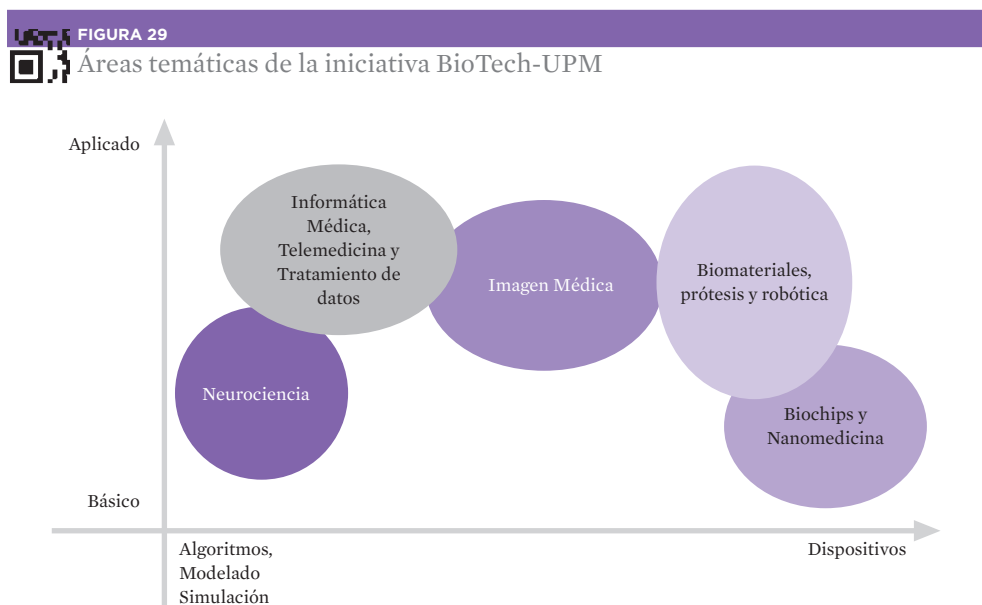 FIGURA 29
Áreas temáticas de la iniciativa BioTech-UPM
Aplicado
Informática
Médica,
Telemedicina y
Tratamiento de
datos
Imagen Médica
Biomateriales,
prótesis y robótica
Neurociencia
Biochips y
Nanomedicina
Básico
Algoritmos,
Modelado
Simulación
Dispositivos